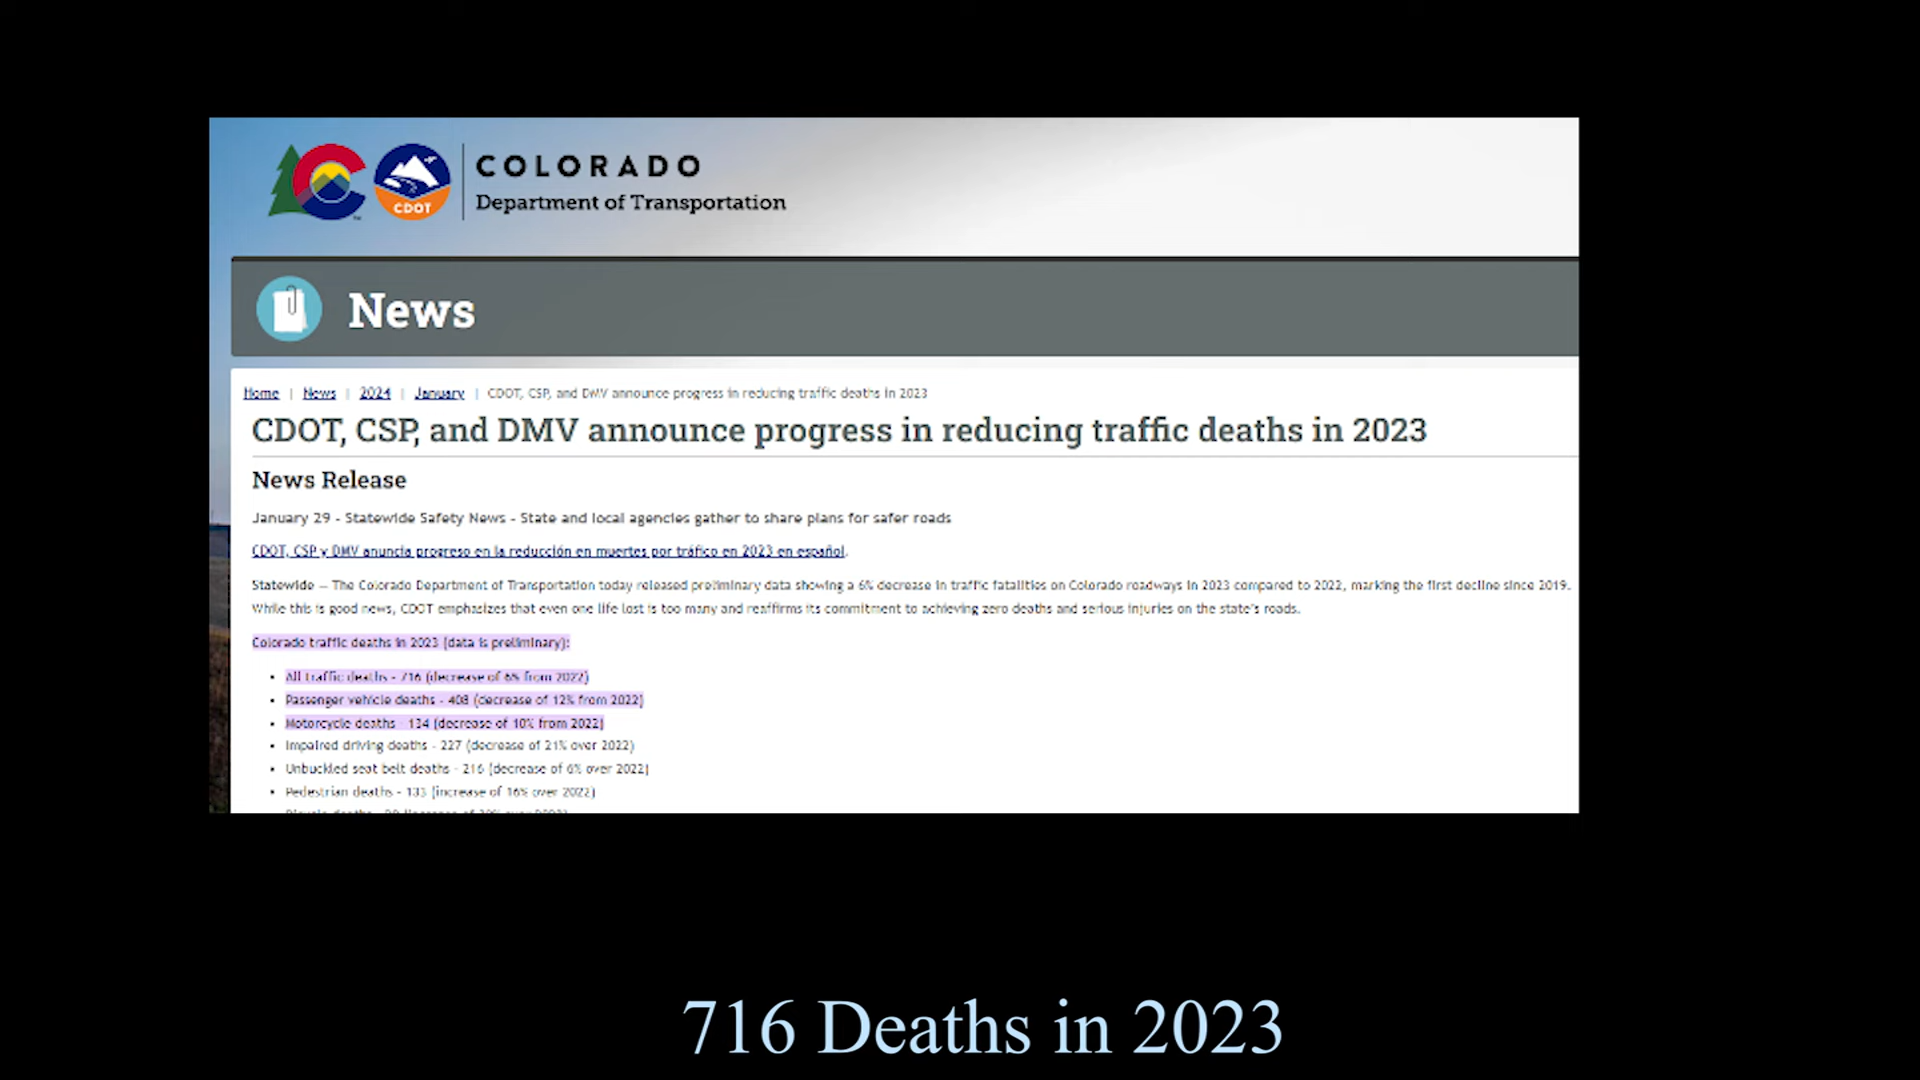 COLORADO
Department of Transportation
CDOT
News
Home | News | 2024 | January | CDOT, CSP, and DMV announce progress in reducing traffic deaths in 2023
CDOT, CSP, and DMV announce progress in reducing traffic deaths in 2023
News Release
January 29 - Statewide Safety News - State and local agencies gather to share plans for safer roads
CDOT, CSP y DMV anuncia progreso en la reducción en muertes por tráfico en 2023 en español.
Statewide — The Colorado Department of Transportation today released preliminary data showing a 6% decrease in traffic fatalities on Colorado roadways in 2023 compared to 2022, marking the first decline since 2019.
While this is good news, CDOT emphasizes that even one life lost is too many and reaffirms its commitment to achieving zero deaths and serious injuries on the state's roads.
Colorado traffic deaths in 2023 (data is preliminary):
• All traffic deaths - 716 (decrease of 6% from 2022)
• Passenger vehicle deaths - 408 (decrease of 12% from 2022)
• Motorcycle deaths - 134 (decrease of 10% from 2022)
• Impaired driving deaths - 227 (decrease of 21% over 2022)
• Unbuckled seat belt deaths - 216 (decrease of 6% over 2022)
• Pedestrian deaths - 133 (increase of 16% over 2022)
716 Deaths in 2023